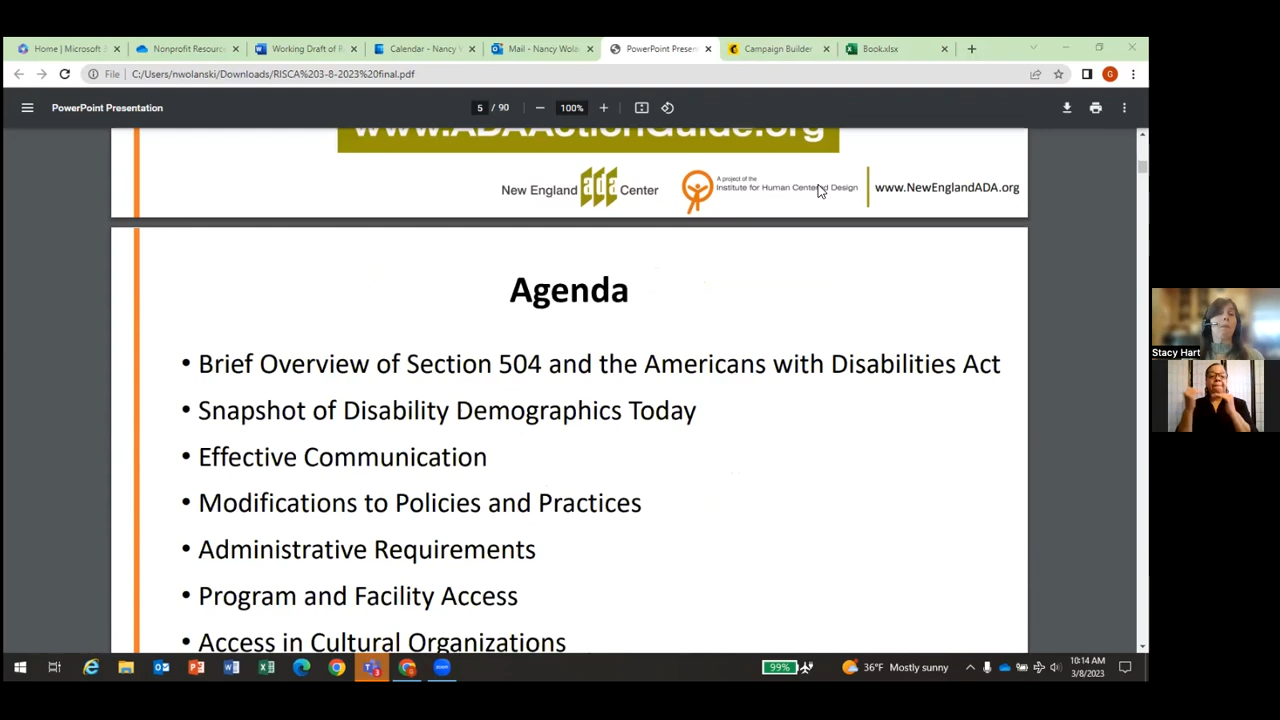 Home | Microsoft
Nonprofit Resourc
Working Draft of R
Calendar - Nancy W
Mail - Nancy Wola
PowerPoint Presen
Campaign Builder
Book.xlsx
File
C:/Users/nwolanski/Downloads/RISCA%203-8-2023%20final.pdf
G
PowerPoint Presentation
5 / 90
100%
www.ADAActionGuide.org
New England ada Center
A project of the
Institute for Human Centered Design
www.NewEnglandADA.org
Agenda
• Brief Overview of Section 504 and the Americans with Disabilities Act
• Snapshot of Disability Demographics Today
• Effective Communication
• Modifications to Policies and Practices
• Administrative Requirements
• Program and Facility Access
• Access in Cultural Organizations
Stacy Hart
99%
36°F Mostly sunny
10:14 AM
3/8/2023